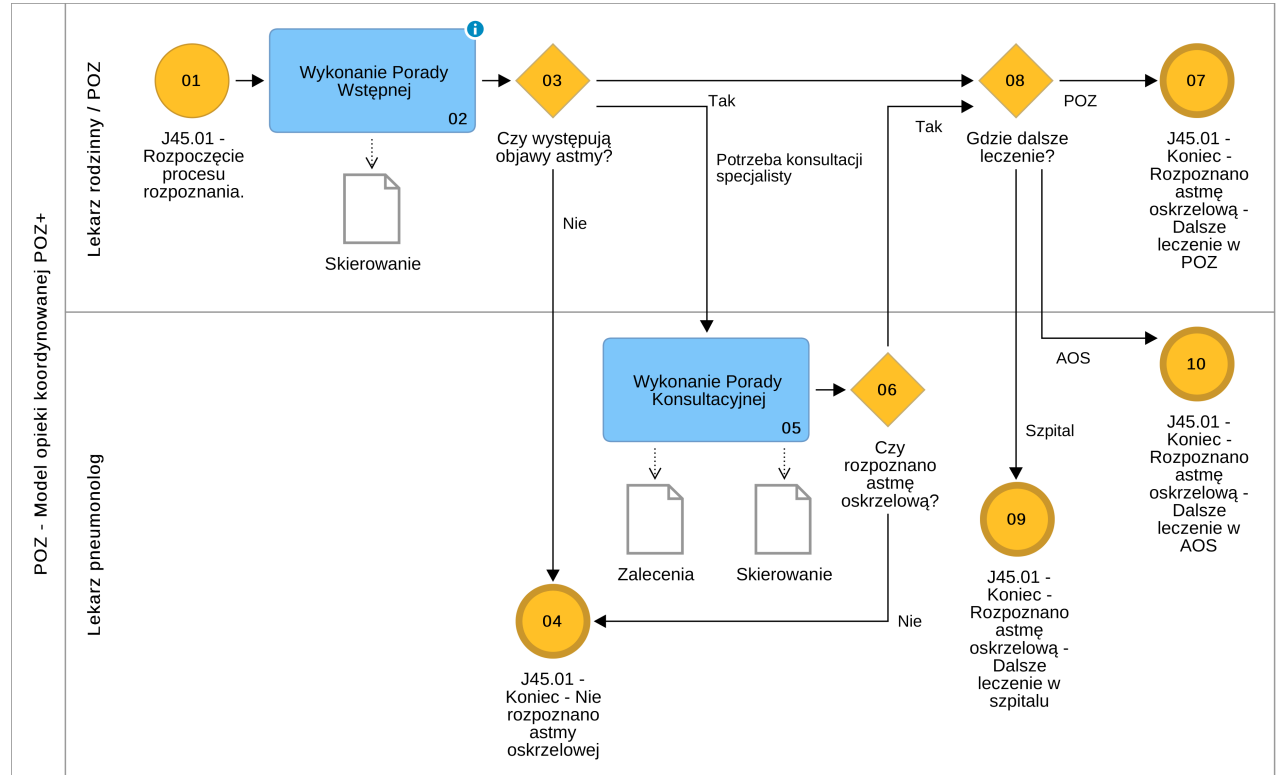 POZ - Model opieki koordynowanej POZ+
Lekarz rodzinny / POZ
01
J45.01 -
Rozpoczęcie
procesu
rozpoznania.
i
Wykonanie Porady
Wstępnej
02
Skierowanie
03
Czy występują
objawy astmy?
Tak
Potrzeba konsultacji
specjalisty
Nie
Tak
08
Gdzie dalsze
leczenie?
POZ
07
J45.01 -
Koniec -
Rozpoznano
astmę
oskrzelową -
Dalsze
leczenie w
POZ
Lekarz pneumonolog
Wykonanie Porady
Konsultacyjnej
05
Zalecenia
Skierowanie
06
Czy
rozpoznano
astmę
oskrzelową?
Nie
04
J45.01 -
Koniec - Nie
rozpoznano
astmy
oskrzelowej
Szpital
09
J45.01 -
Koniec -
Rozpoznano
astmę
oskrzelową -
Dalsze
leczenie w
szpitalu
AOS
10
J45.01 -
Koniec -
Rozpoznano
astmę
oskrzelową -
Dalsze
leczenie w
AOS